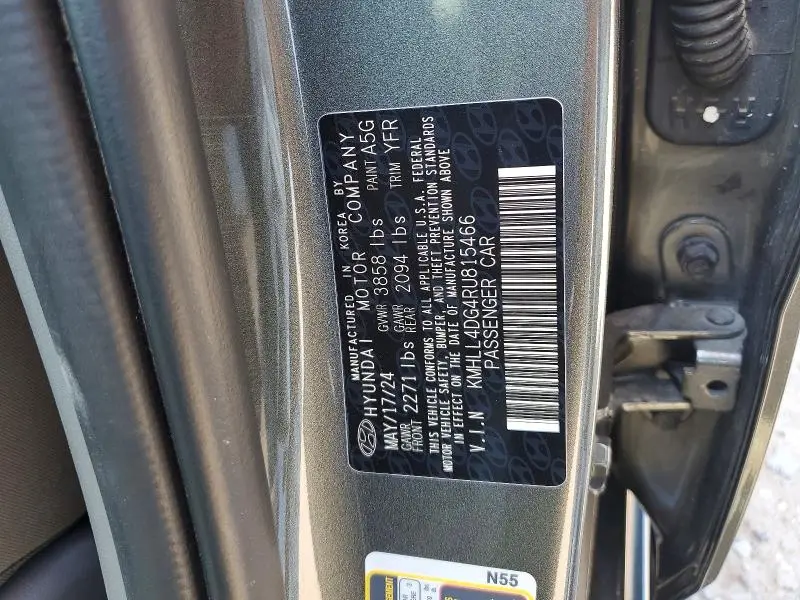 MANUFACTURED IN KOREA BY
HYUNDAI MOTOR COMPANY
MAY/17/24 GVWR 3858 lbs PAINT A5G
GAWR FRONT 2271 lbs GAWR REAR 2094 lbs TRIM YFR
THIS VEHICLE CONFORMS TO ALL APPLICABLE U.S.A. FEDERAL
MOTOR VEHICLE SAFETY, BUMPER, AND THEFT PREVENTION STANDARDS
IN EFFECT ON THE DATE OF MANUFACTURE SHOWN ABOVE
V.I.N KMHLL4DG4RU815466
PASSENGER CAR
N55